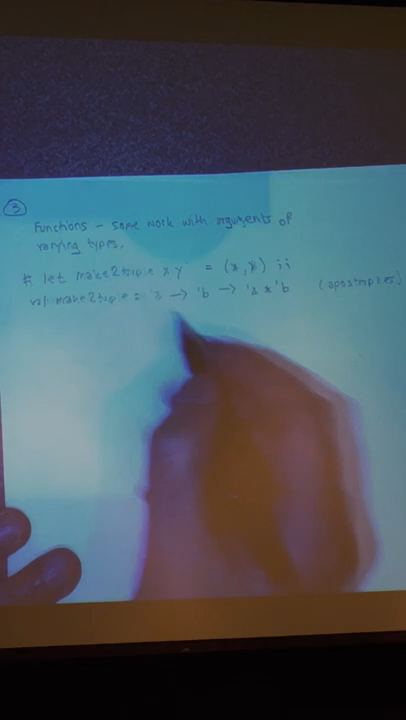 3
Functions - some work with arguments of
varying types.
# let make2tuple x y = (x,y) ;;
val make2tuple = 'a -> 'b -> 'a * 'b (apostrophes)